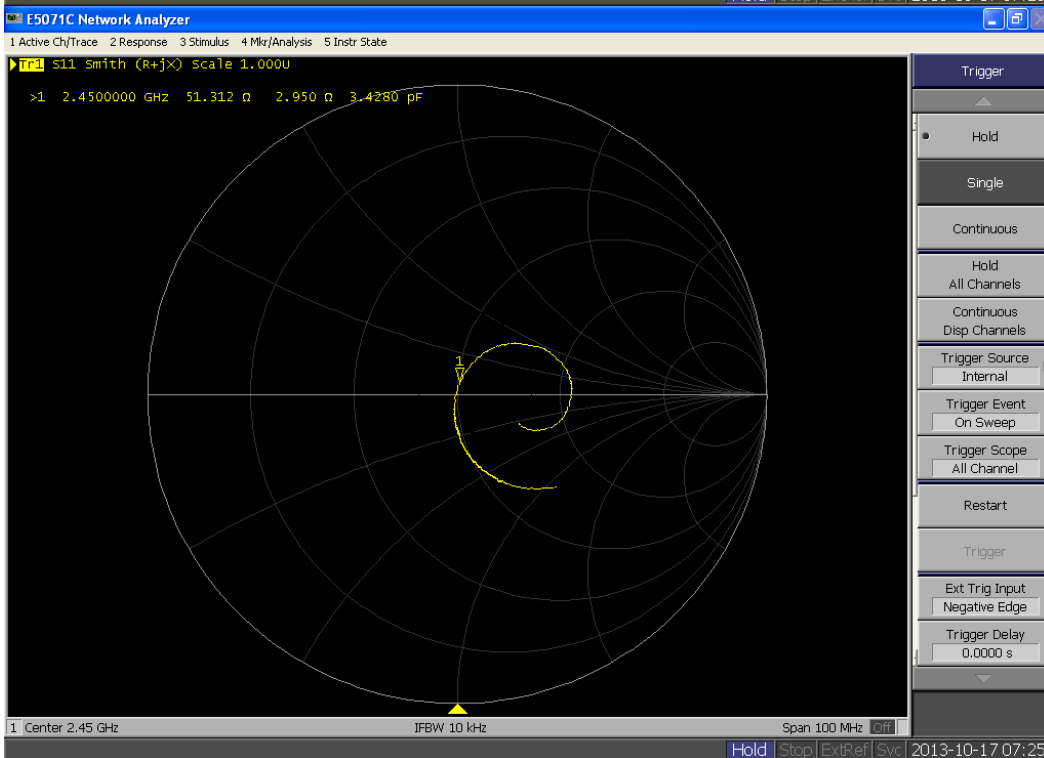 E5071C Network Analyzer
1 Active Ch/Trace 2 Response 3 Stimulus 4 Mkr/Analysis 5 Instr State
Tr1 S11 Smith (R+jX) Scale 1.000U
>1 2.4500000 GHz 51.312 Ω 2.950 Ω 3.4280 pF
1
Trigger
Hold
Single
Continuous
Hold
All Channels
Continuous
Disp Channels
Trigger Source
Internal
Trigger Event
On Sweep
Trigger Scope
All Channel
Restart
Trigger
Ext Trig Input
Negative Edge
Trigger Delay
0.0000 s
1 Center 2.45 GHz IFBW 10 kHz Span 100 MHz Off
Hold Stop ExtRef Svc 2013-10-17 07:25